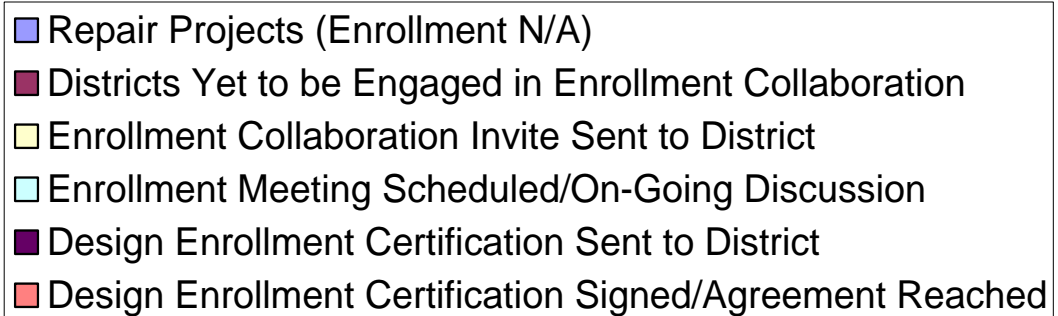 Repair Projects (Enrollment N/A)
Districts Yet to be Engaged in Enrollment Collaboration
Enrollment Collaboration Invite Sent to District
Enrollment Meeting Scheduled/On-Going Discussion
Design Enrollment Certification Sent to District
Design Enrollment Certification Signed/Agreement Reached